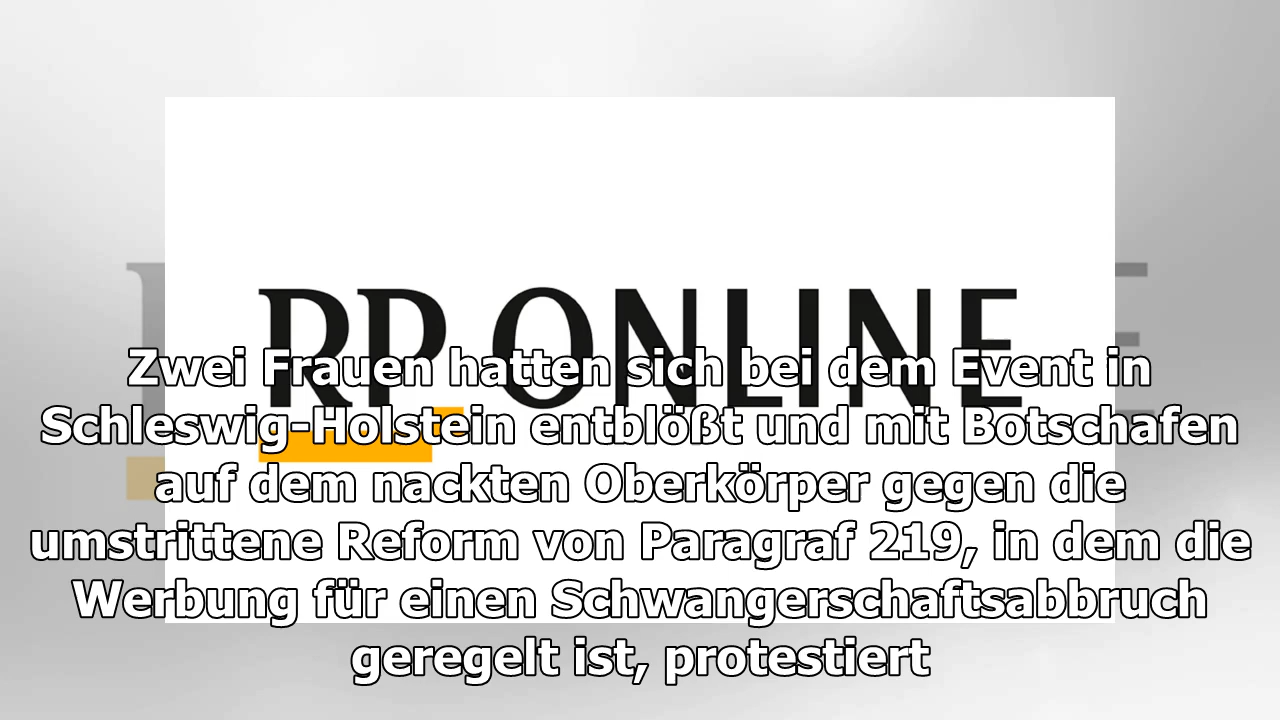 RP ONLINE
Zwei Frauen hatten sich bei dem Event in
Schleswig-Holstein entblößt und mit Botschafen
auf dem nackten Oberkörper gegen die
umstrittene Reform von Paragraf 219, in dem die
Werbung für einen Schwangerschaftsabbruch
geregelt ist, protestiert